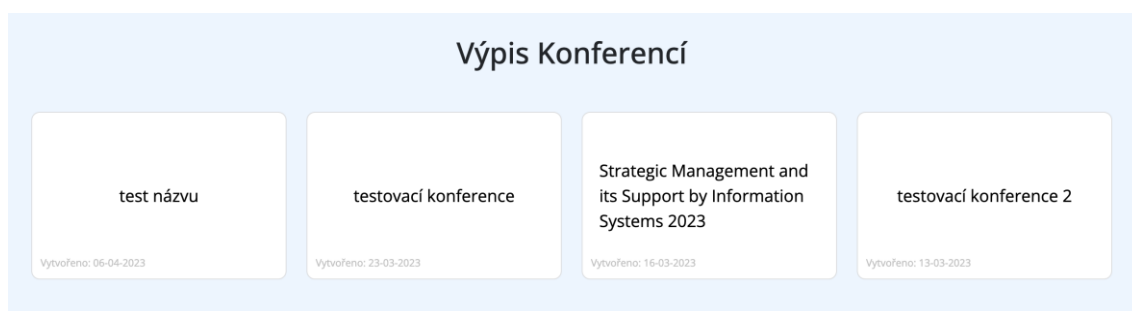 Výpis Konferencí
test názvu
Vytvořeno: 06-04-2023
testovací konference
Vytvořeno: 23-03-2023
Strategic Management and
its Support by Information
Systems 2023
Vytvořeno: 16-03-2023
testovací konference 2
Vytvořeno: 13-03-2023